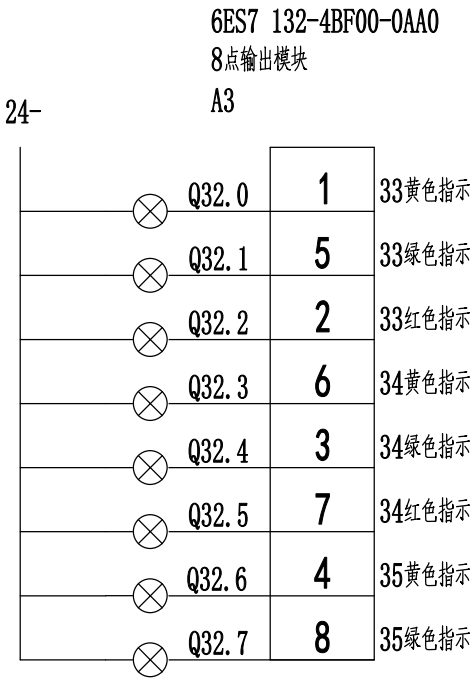 6ES7 132-4BF00-0AA0
8点输出模块
A3
24-
Q32.0 1 33黄色指示
Q32.1 5 33绿色指示
Q32.2 2 33红色指示
Q32.3 6 34黄色指示
Q32.4 3 34绿色指示
Q32.5 7 34红色指示
Q32.6 4 35黄色指示
Q32.7 8 35绿色指示